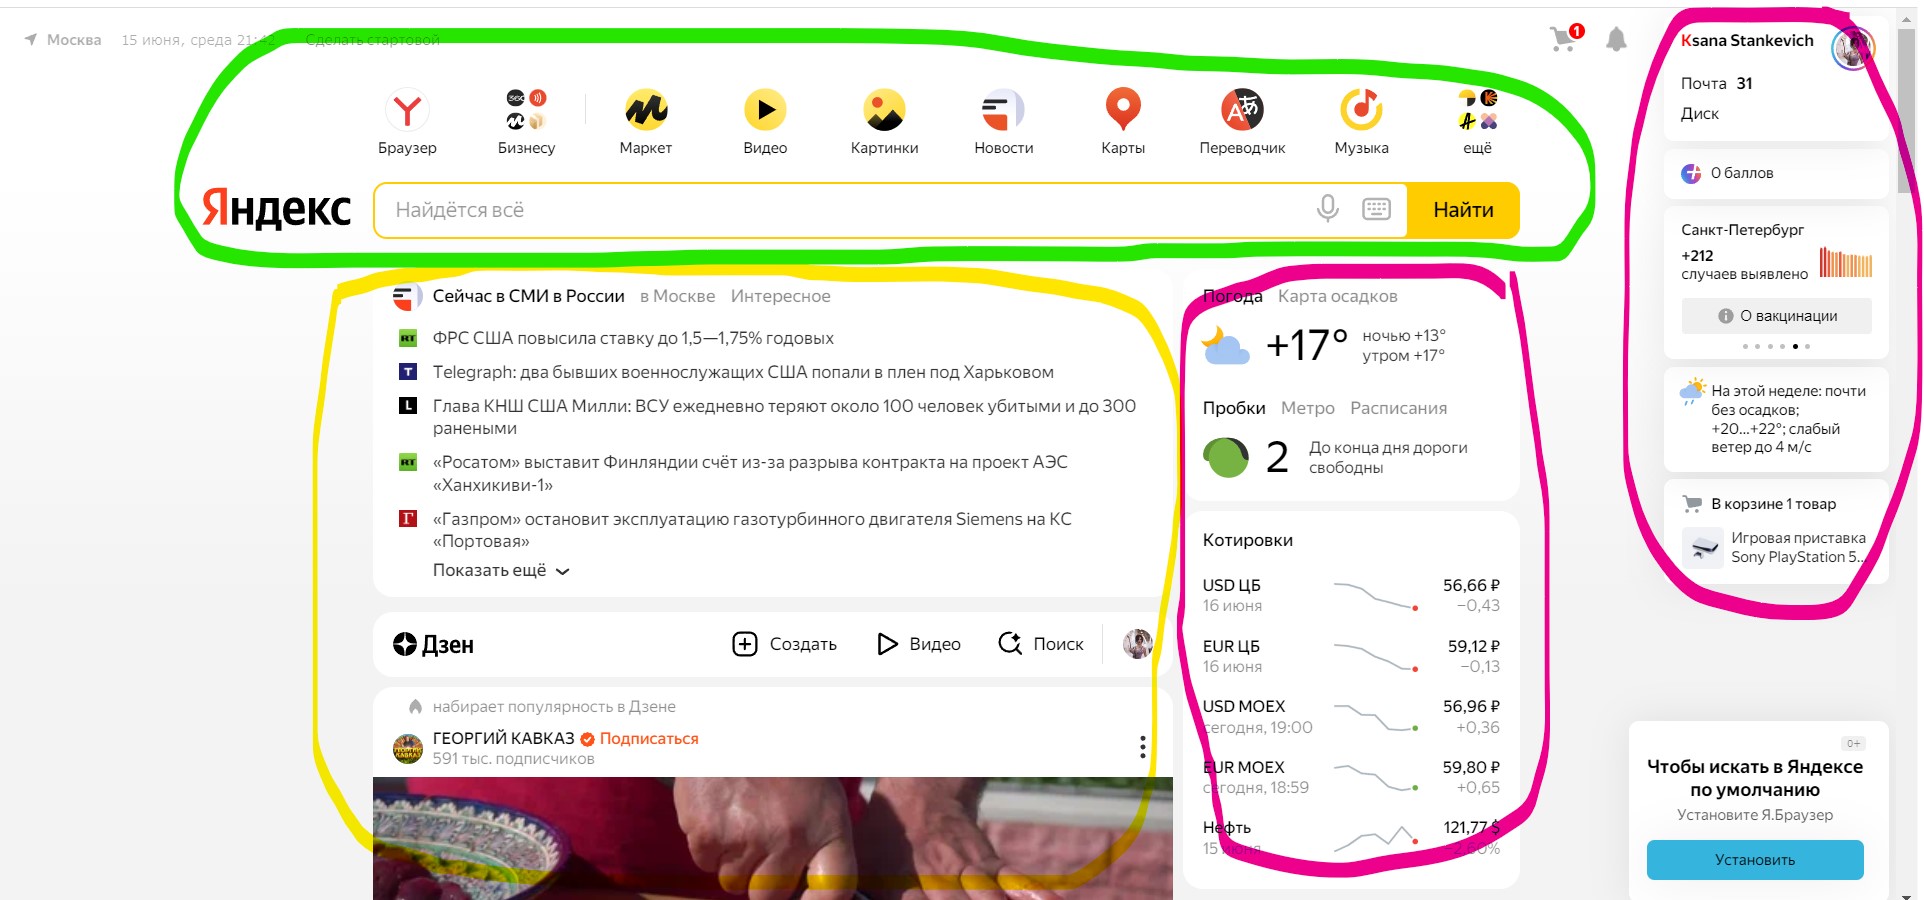 Москва 15 июня, среда 21:42 Сделать стартовой
1
Браузер
360
Бизнесу
Маркет
Видео
Картинки
Новости
Карты
Переводчик
Музыка
ещё
Яндекс
Найдётся всё
Найти
Сейчас в СМИ в России в Москве Интересное
RT ФРС США повысила ставку до 1,5—1,75% годовых
T Telegraph: два бывших военнослужащих США попали в плен под Харьковом
L Глава КНШ США Милли: ВСУ ежедневно теряют около 100 человек убитыми и до 300
ранеными
RT «Росатом» выставит Финляндии счёт из-за разрыва контракта на проект АЭС
«Ханхикиви-1»
Г «Газпром» остановит эксплуатацию газотурбинного двигателя Siemens на КС
«Портовая»
Показать ещё
Дзен
Создать
Видео
Поиск
набирает популярность в Дзене
ГЕОРГИЙ КАВКАЗ Подписаться
591 тыс. подписчиков
Погода Карта осадков
+17°
ночью +13°
утром +17°
Пробки Метро Расписания
2
До конца дня дороги
свободны
Котировки
USD ЦБ 56,66 ₽
16 июня −0,43
EUR ЦБ 59,12 ₽
16 июня −0,13
USD MOEX 56,96 ₽
сегодня, 19:00 +0,36
EUR MOEX 59,80 ₽
сегодня, 18:59 +0,65
Нефть 121,77 $
15 июня
Ksana Stankevich
Почта 31
Диск
0 баллов
Санкт-Петербург
+212
случаев выявлено
О вакцинации
На этой неделе: почти
без осадков;
+20...+22°; слабый
ветер до 4 м/с
В корзине 1 товар
Игровая приставка
Sony PlayStation 5...
0+
Чтобы искать в Яндексе
по умолчанию
Установите Я.Браузер
Установить